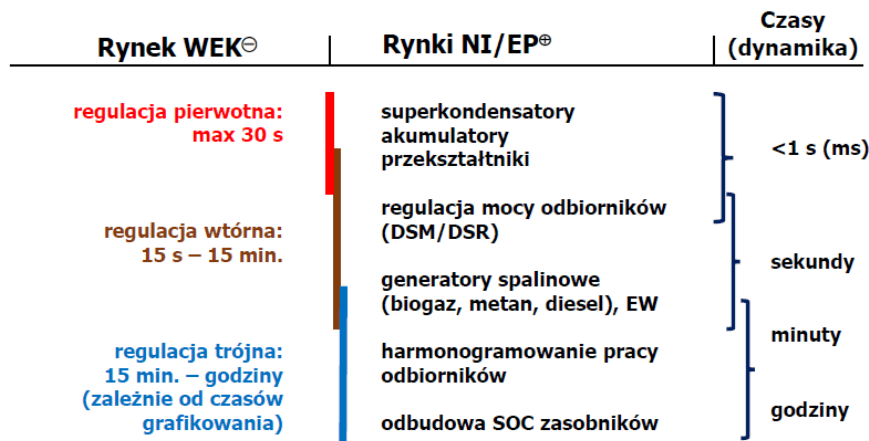 Rynek WEK⊖
Rynki NI/EP⊕
Czasy
(dynamika)
regulacja pierwotna:
max 30 s
superkondensatory
akumulatory
przekształtniki
<1 s (ms)
regulacja wtórna:
15 s – 15 min.
regulacja mocy odbiorników
(DSM/DSR)
generatory spalinowe
(biogaz, metan, diesel), EW
sekundy
minuty
regulacja trójna:
15 min. – godziny
(zależnie od czasów
grafikowania)
harmonogramowanie pracy
odbiorników
odbudowa SOC zasobników
godziny